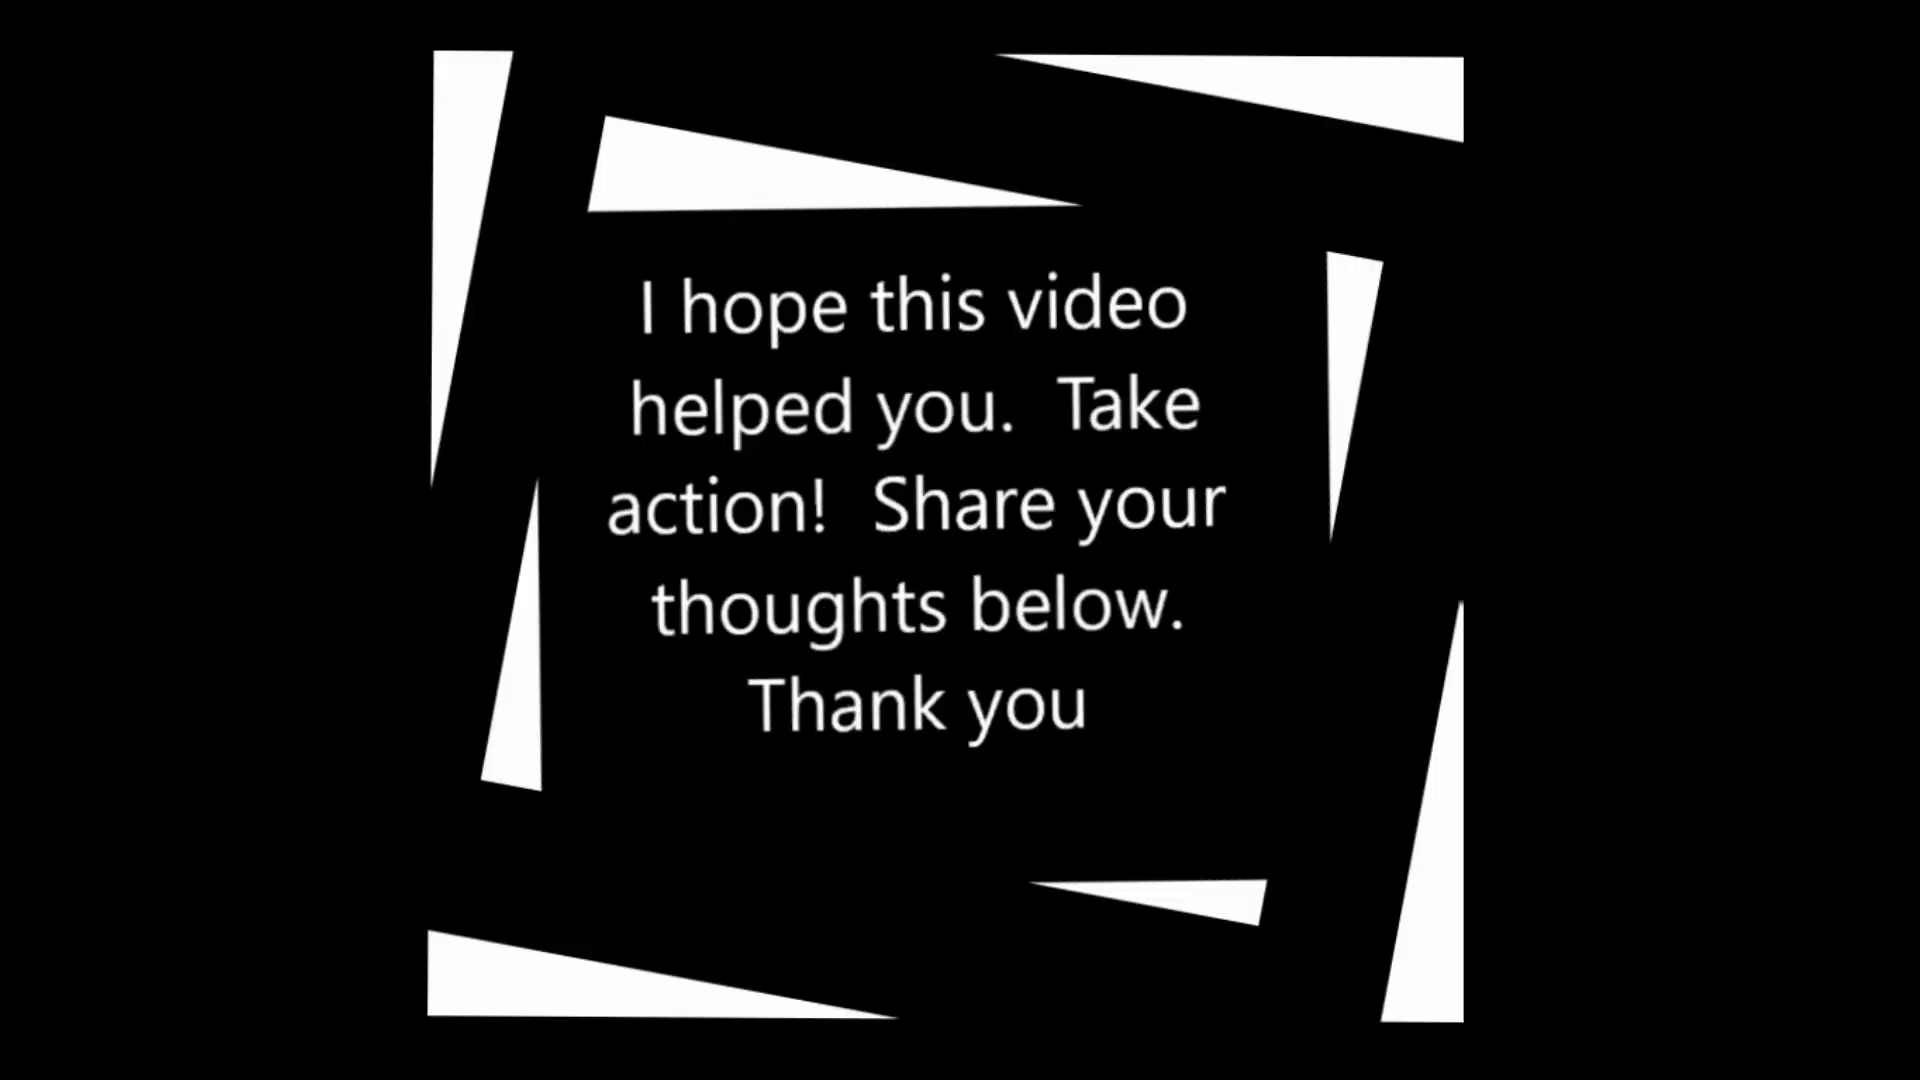 I hope this video
helped you.  Take
action!  Share your
thoughts below.
Thank you